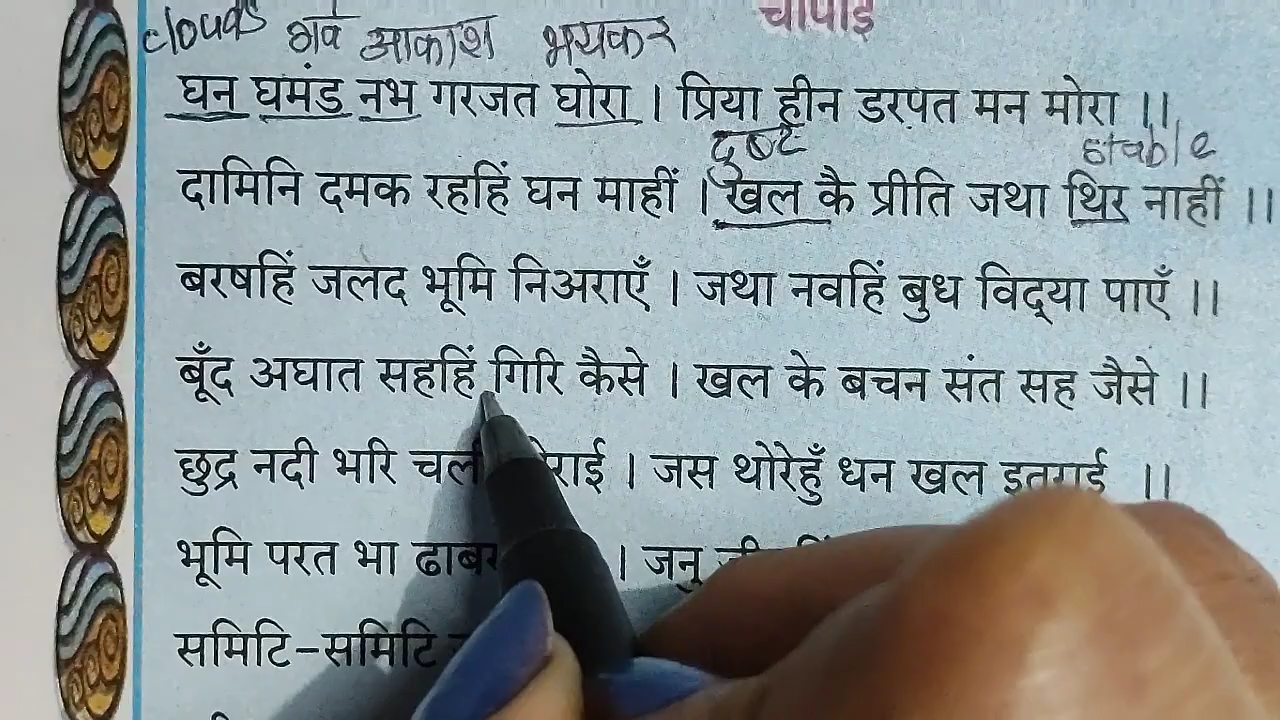 चौपाई
clouds गर्व आकाश भयंकर
घन घमंड नभ गरजत घोरा । प्रिया हीन डरपत मन मोरा ।।
दुष्ट stable
दामिनि दमक रहहिं घन माहीं । खल कै प्रीति जथा थिर नाहीं ।।
बरषहिं जलद भूमि निअराएँ । जथा नवहिं बुध विद्‌या पाएँ ।।
बूँद अघात सहहिं गिरि कैसे । खल के बचन संत सह जैसे ।।
छुद्र नदी भरि चली । जस थोरेहुँ धन खल इतराई ।।
भूमि परत भा ढाबर । जनु
समिटि-समिटि